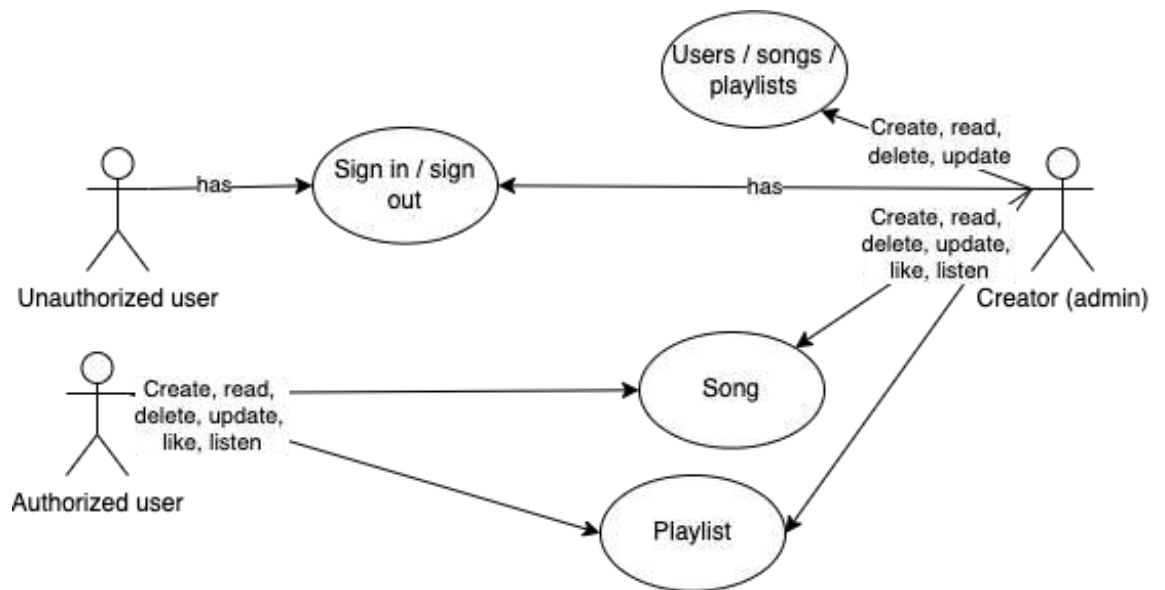 Users / songs /
playlists
Create, read,
delete, update
Sign in / sign
out
has
has
Create, read,
delete, update,
like, listen
Unauthorized user
Creator (admin)
Create, read,
delete, update,
like, listen
Song
Authorized user
Playlist